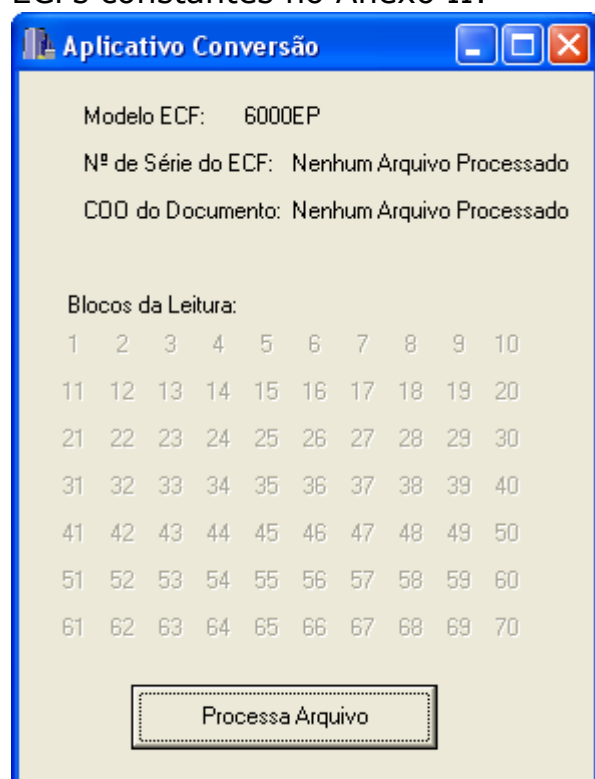 ECFs constantes no Anexo II.
Aplicativo Conversão
Modelo ECF: 6000EP
Nº de Série do ECF: Nenhum Arquivo Processado
COO do Documento: Nenhum Arquivo Processado
Blocos da Leitura:
1 2 3 4 5 6 7 8 9 10
11 12 13 14 15 16 17 18 19 20
21 22 23 24 25 26 27 28 29 30
31 32 33 34 35 36 37 38 39 40
41 42 43 44 45 46 47 48 49 50
51 52 53 54 55 56 57 58 59 60
61 62 63 64 65 66 67 68 69 70
Processa Arquivo